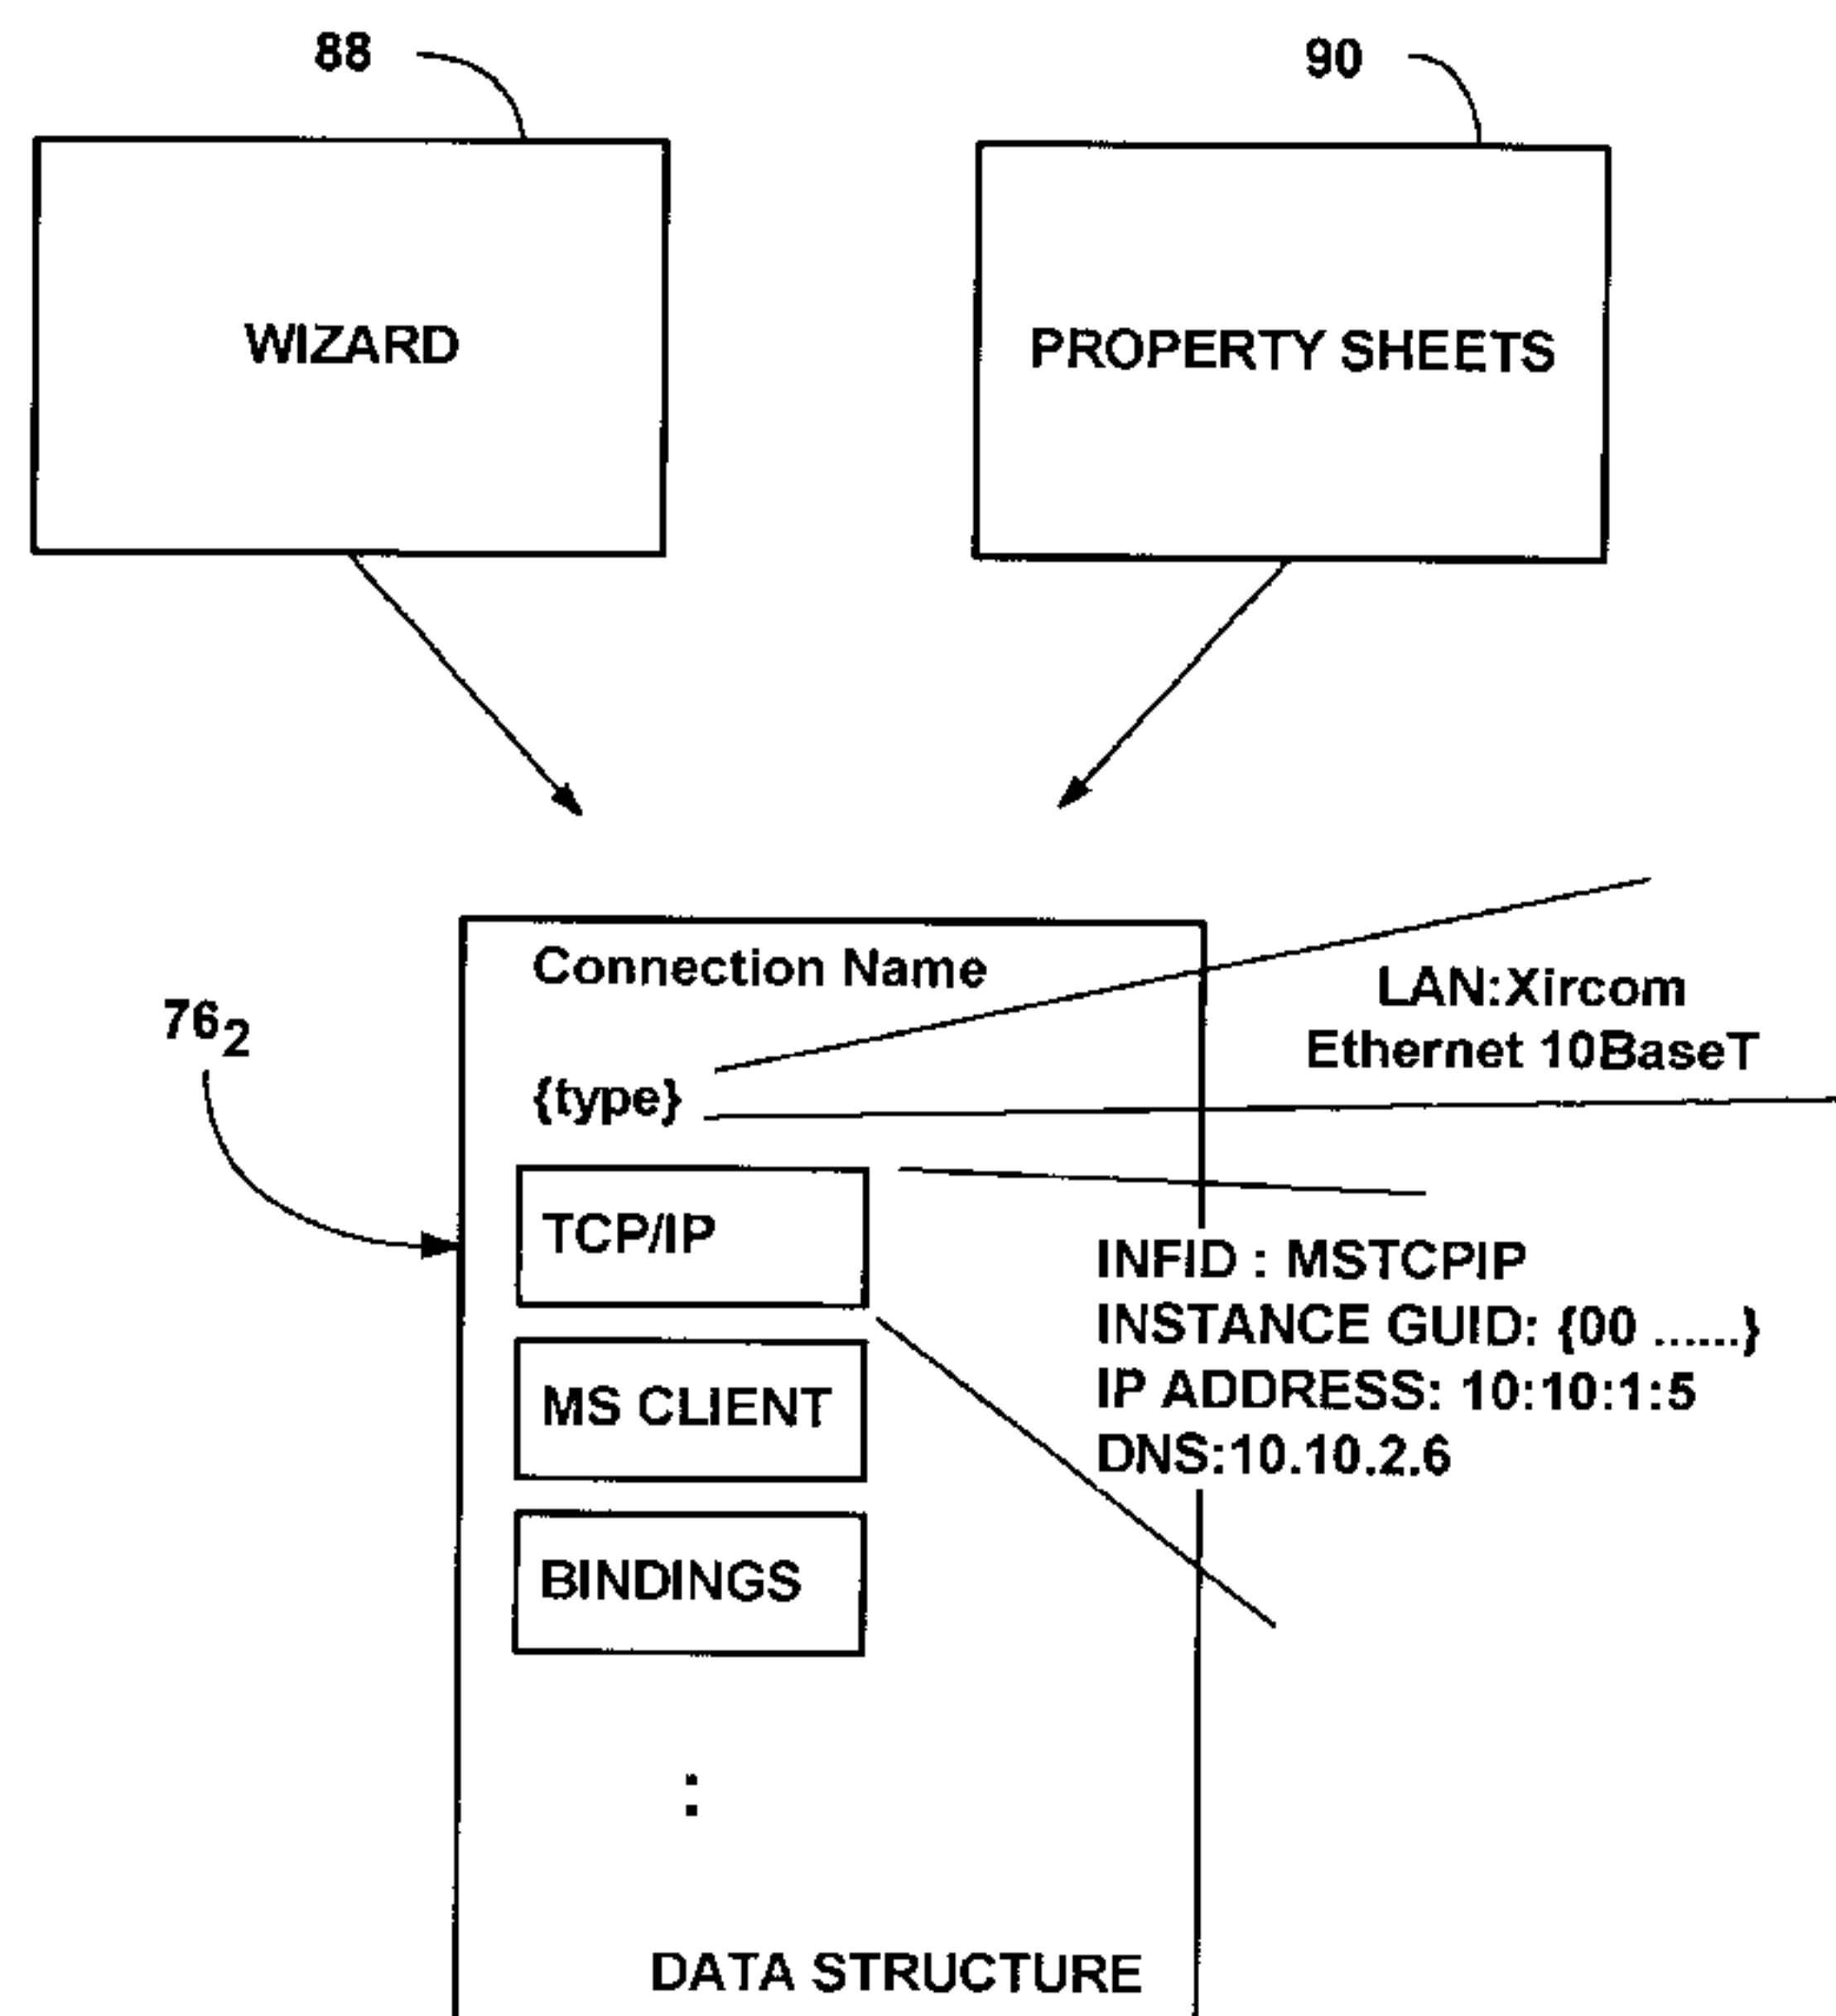 88
90
WIZARD
PROPERTY SHEETS
Connection Name
LAN:Xircom
Ethernet 10BaseT
76₂
{type}
TCP/IP
INFID : MSTCPIP
INSTANCE GUID: {00 ......}
IP ADDRESS: 10:10:1:5
DNS:10.10.2.6
MS CLIENT
BINDINGS
:
DATA STRUCTURE